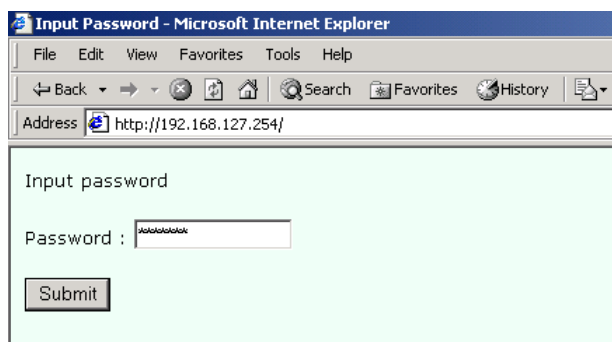 Input Password - Microsoft Internet Explorer
File Edit View Favorites Tools Help
Back Search Favorites History
Address http://192.168.127.254/
Input password
Password : ********
Submit